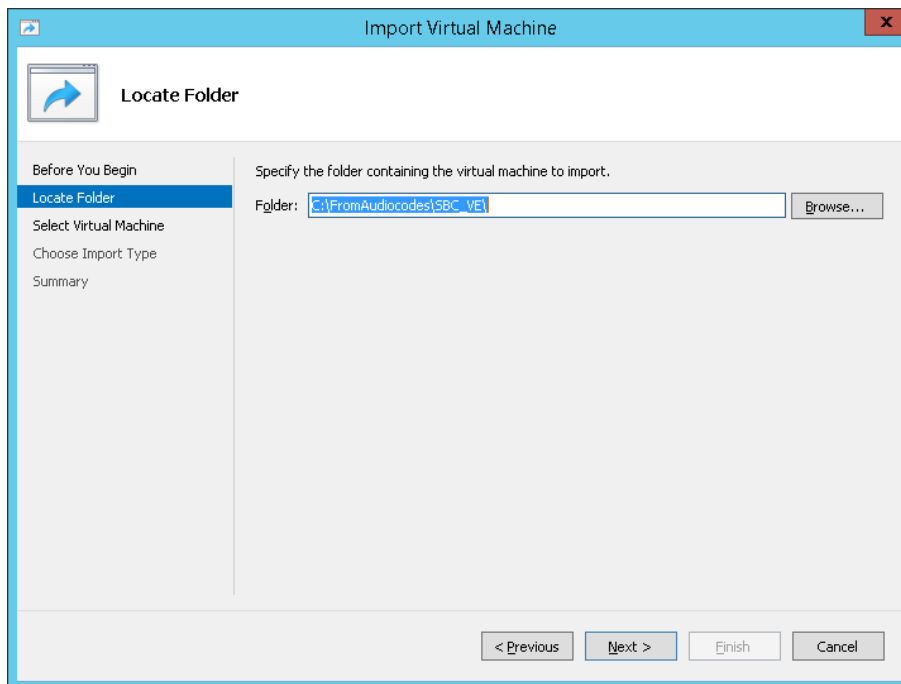 Import Virtual Machine
x
Locate Folder
Before You Begin
Locate Folder
Select Virtual Machine
Choose Import Type
Summary
Specify the folder containing the virtual machine to import.
Folder: C:\FromAudiocodes\SBC_VE\ Browse...
< Previous Next > Finish Cancel